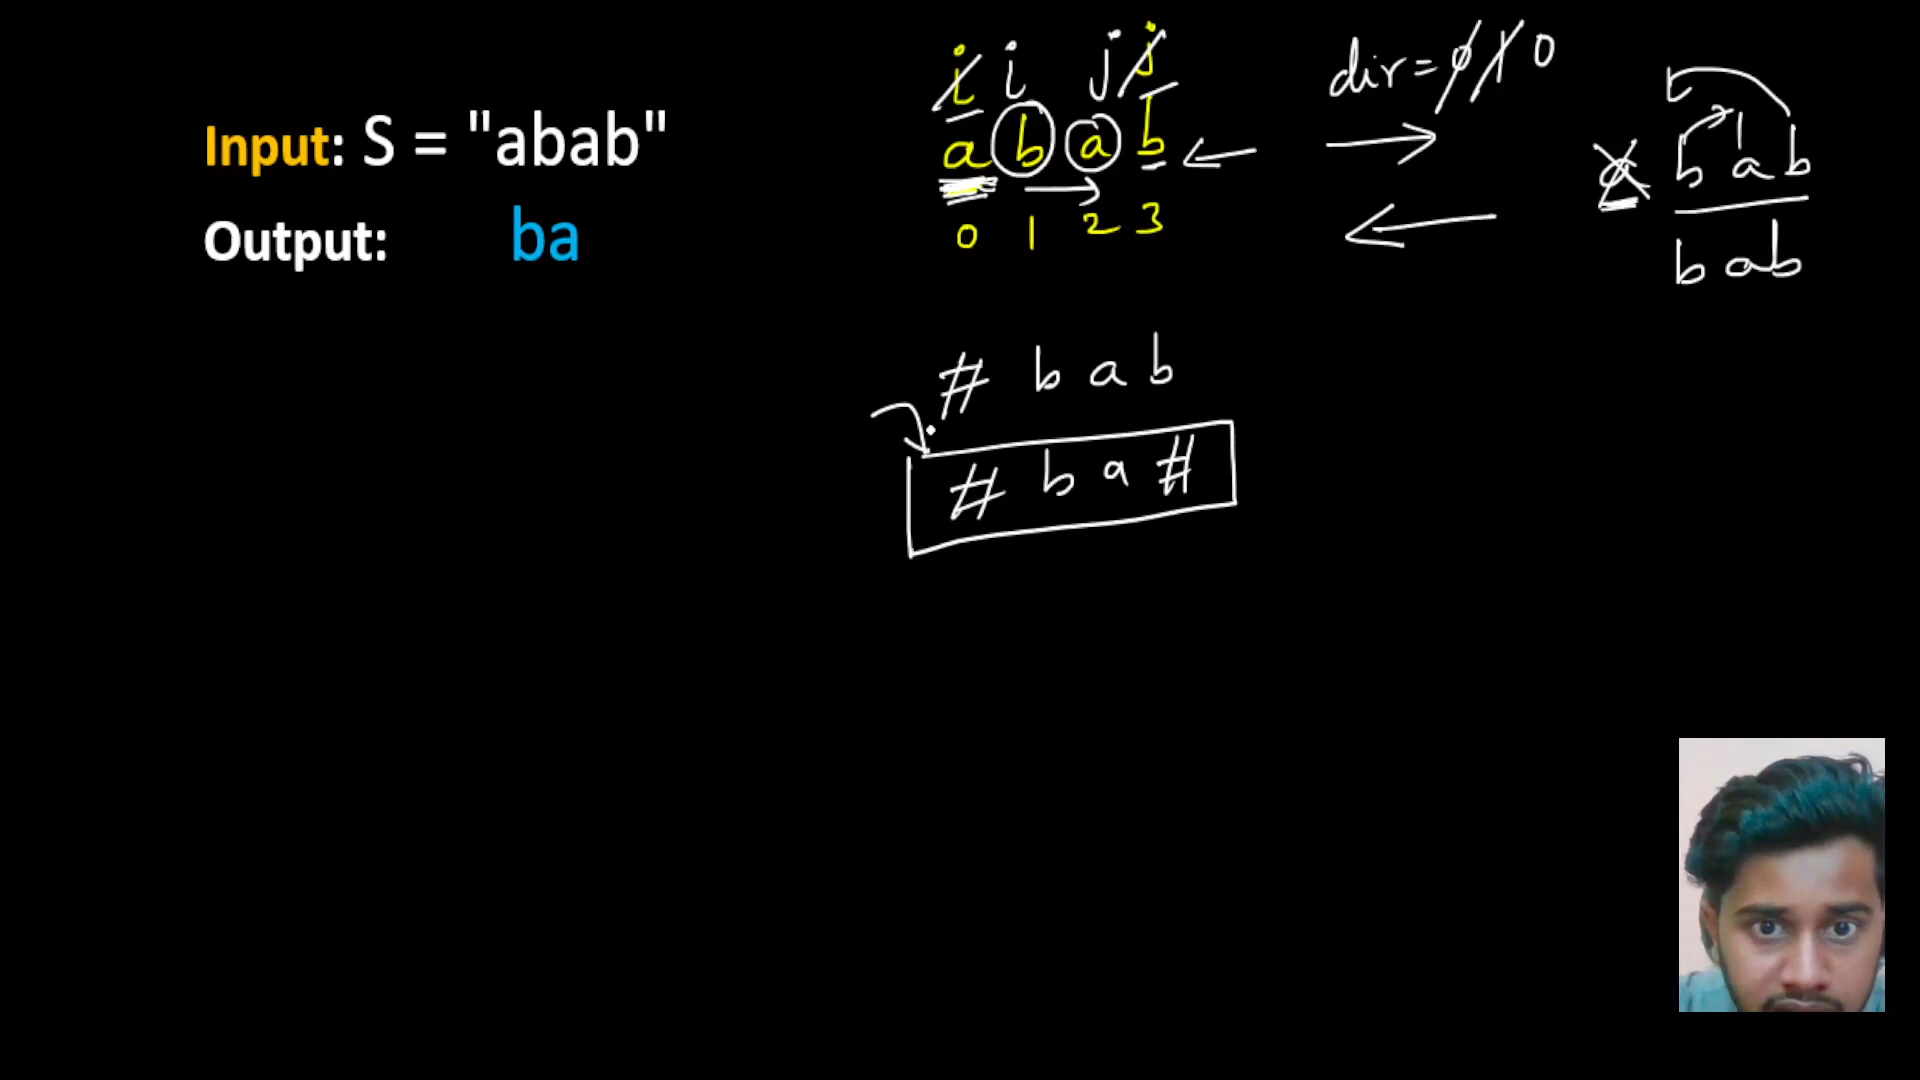 Input: S = "abab"
Output: ba
i i j j
a b a b
0 1 2 3
dir = 0 1 0
a b a b
b a b
# b a b
# b a #